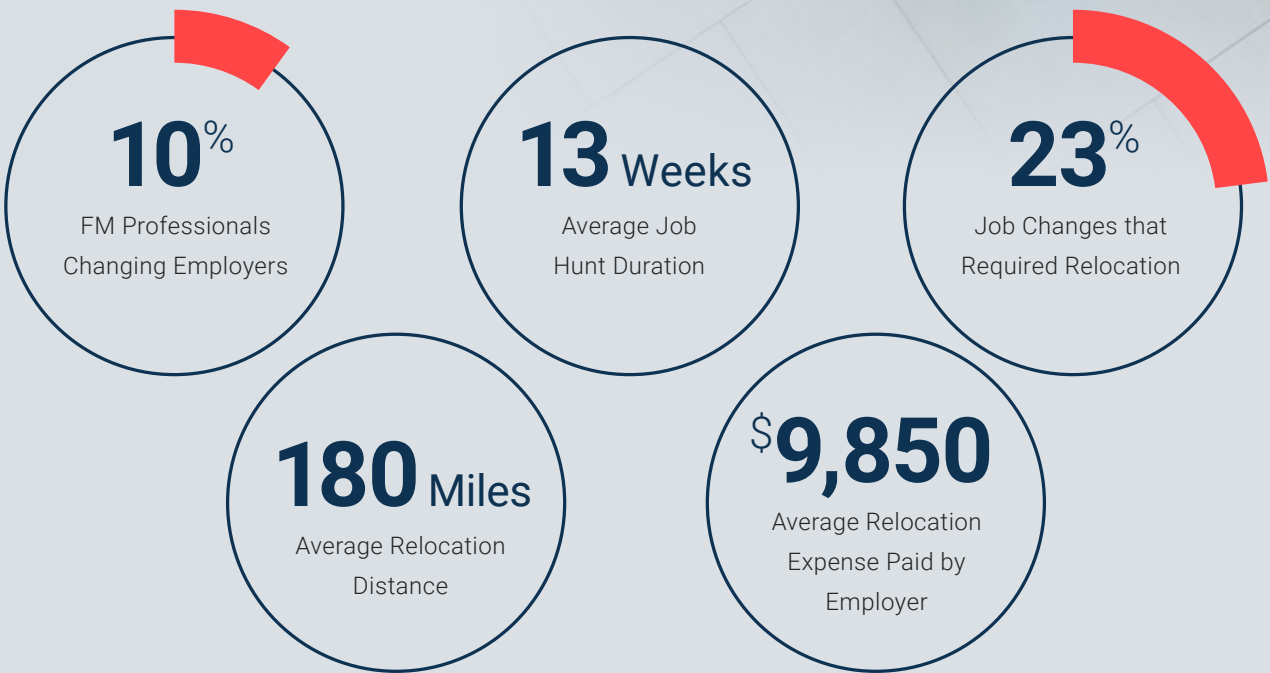 10%
FM Professionals
Changing Employers
13 Weeks
Average Job
Hunt Duration
23%
Job Changes that
Required Relocation
180 Miles
Average Relocation
Distance
$9,850
Average Relocation
Expense Paid by
Employer